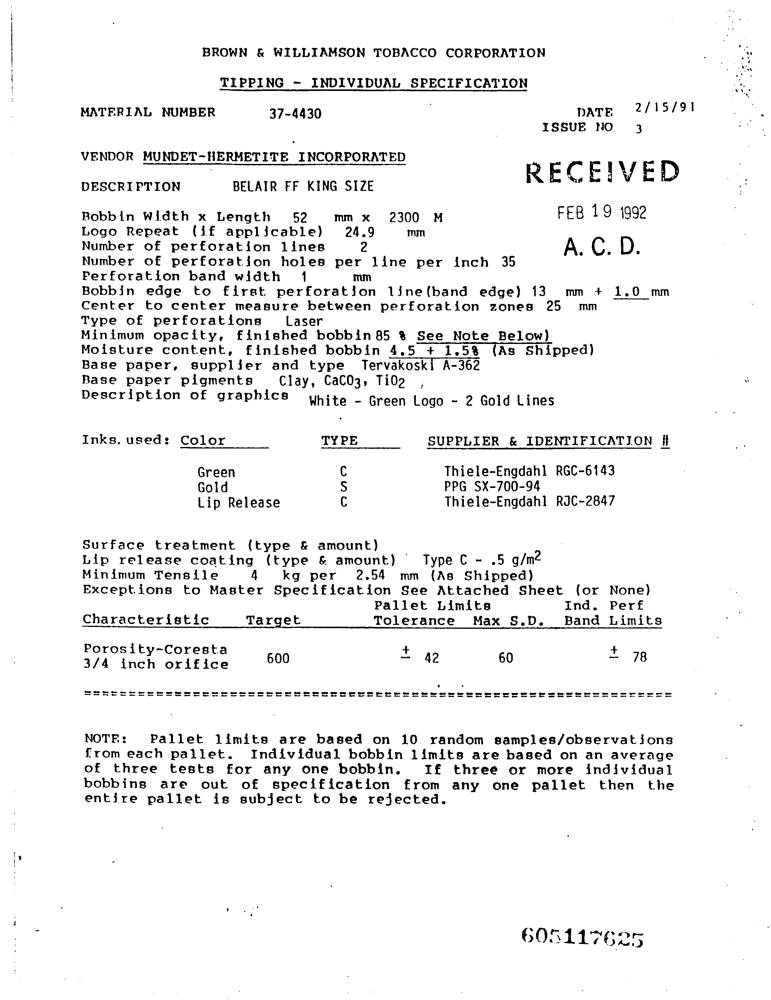 BROWN & WILLIAMSON TOBACCO CORPORATION
TIPPING - INDIVIDUAL SPECIFICATION
MATERIAL NUMBER 37-4430 DATE 2/15/91
ISSUE NO 3
VENDOR MUNDET-HERMETITE INCORPORATED
RECEIVED
DESCRIPTION BELAIR FF KING SIZE
FEB 19 1992
A. C. D.
Bobbin Width x Length 52 mm x 2300 M
Logo Repeat (if applicable) 24.9 mm
Number of perforation lines 2
Number of perforation holes per line per inch 35
Perforation band width 1 mm
Bobbin edge to first perforation line(band edge) 13 mm + 1.0 mm
Center to center measure between perforation zones 25 mm
Type of perforations Laser
Minimum opacity, finished bobbin 85 % See Note Below)
Moisture content, finished bobbin 4.5 + 1.5% (As Shipped)
Base paper, supplier and type Tervakoski A-362
Base paper pigments Clay, CaCO3, TiO2 ,
Description of graphics White - Green Logo - 2 Gold Lines
Inks.used: Color TYPE SUPPLIER & IDENTIFICATION #
Green C Thiele-Engdahl RGC-6143
Gold S PPG SX-700-94
Lip Release C Thiele-Engdahl RJC-2847
Surface treatment (type & amount)
Lip release coating (type & amount) Type C - .5 g/m2
Minimum Tensile 4 kg per 2.54 mm (As Shipped)
Exceptions to Master Specification See Attached Sheet (or None)
Pallet Limits Ind. Perf
Characteristic Target Tolerance Max S.D. Band Limits
Porosity-Coresta
3/4 inch orifice 600 ± 42 60 ± 78
===================================================================
NOTE: Pallet limits are based on 10 random samples/observations
from each pallet. Individual bobbin limits are based on an average
of three tests for any one bobbin. If three or more individual
bobbins are out of specification from any one pallet then the
entire pallet is subject to be rejected.
605117625